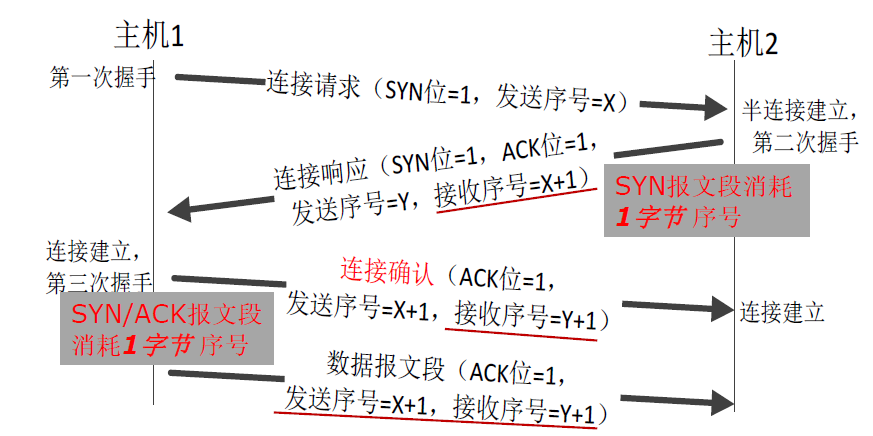 主机1
主机2
第一次握手
连接请求（SYN位=1，发送序号=X）
半连接建立，
第二次握手
连接响应（SYN位=1，ACK位=1，
发送序号=Y，接收序号=X+1）
SYN报文段消耗
1字节 序号
连接建立，
第三次握手
SYN/ACK报文段
消耗1字节 序号
连接确认（ACK位=1，
发送序号=X+1，接收序号=Y+1）
连接建立
数据报文段（ACK位=1，
发送序号=X+1，接收序号=Y+1）